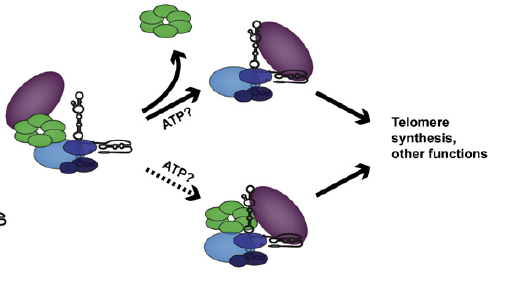 ATP?
ATP?
Telomere
synthesis,
other functions